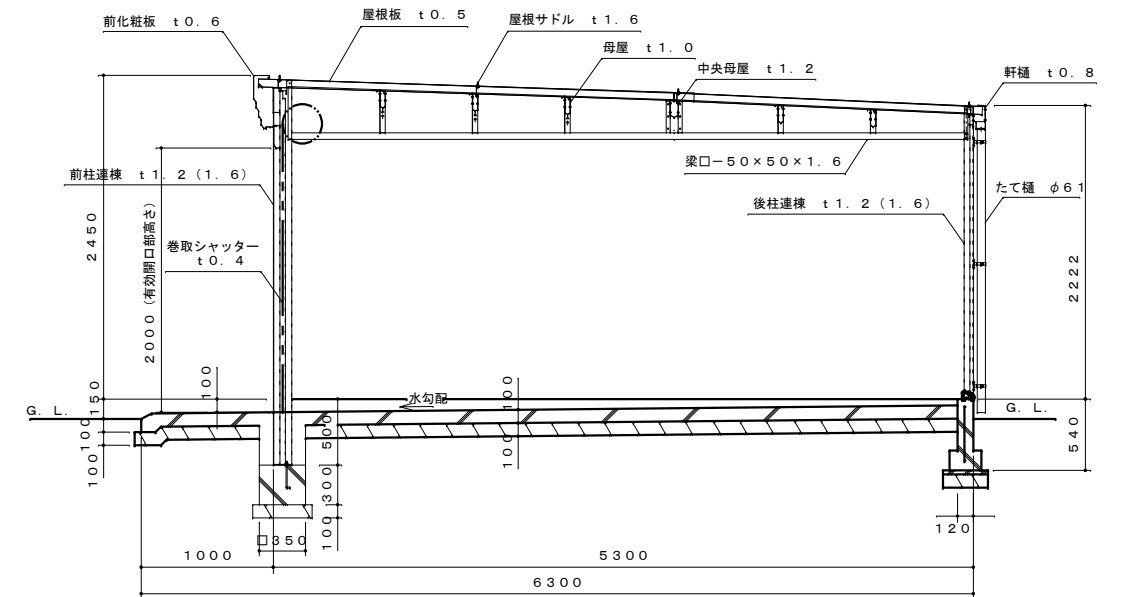 前化粧板　ｔ０．６
屋根板　ｔ０．５
屋根サドル　ｔ１．６
母屋　ｔ１．０
中央母屋　ｔ１．２
軒樋　ｔ０．８
梁口－５０×５０×１．６
前柱連棟　ｔ１．２（１．６）
後柱連棟　ｔ１．２（１．６）
たて樋　φ６１
巻取シャッター
ｔ０．４
２４５０
２０００（有効開口部高さ）
２２２２
１５０
１００
１００
１００
１００
水勾配
１００
１００
Ｇ．Ｌ．
Ｇ．Ｌ．
５００
３００
１００
５４０
１２０
□３５０
１０００
５３００
６３００